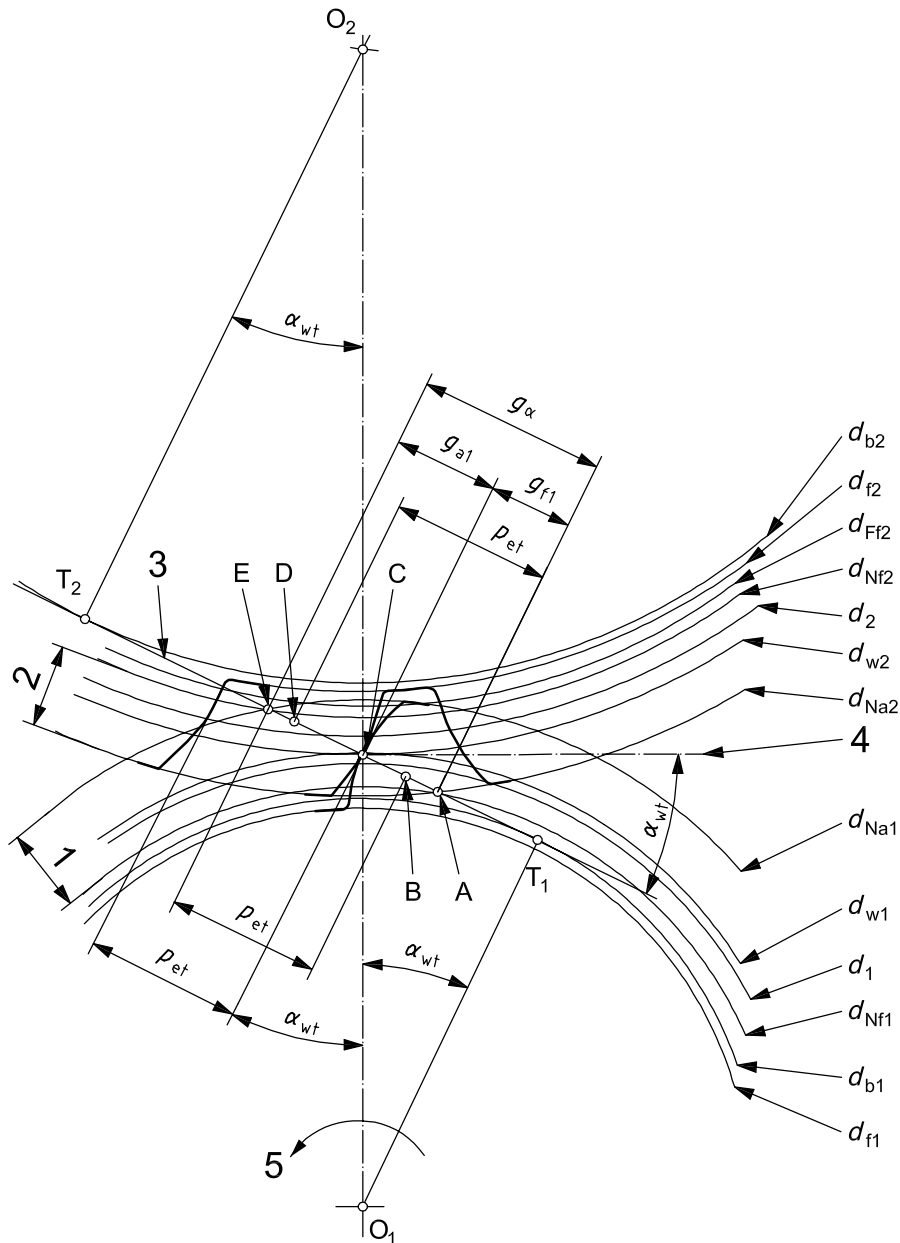 O2
αwt
gα
ga1
gf1
pet
db2
df2
dFf2
dNf2
d2
dw2
dNa2
T2
3
E
D
C
2
4
1
αwt
dNa1
T1
B
A
pet
pet
αwt
αwt
dw1
d1
dNf1
db1
df1
5
O1